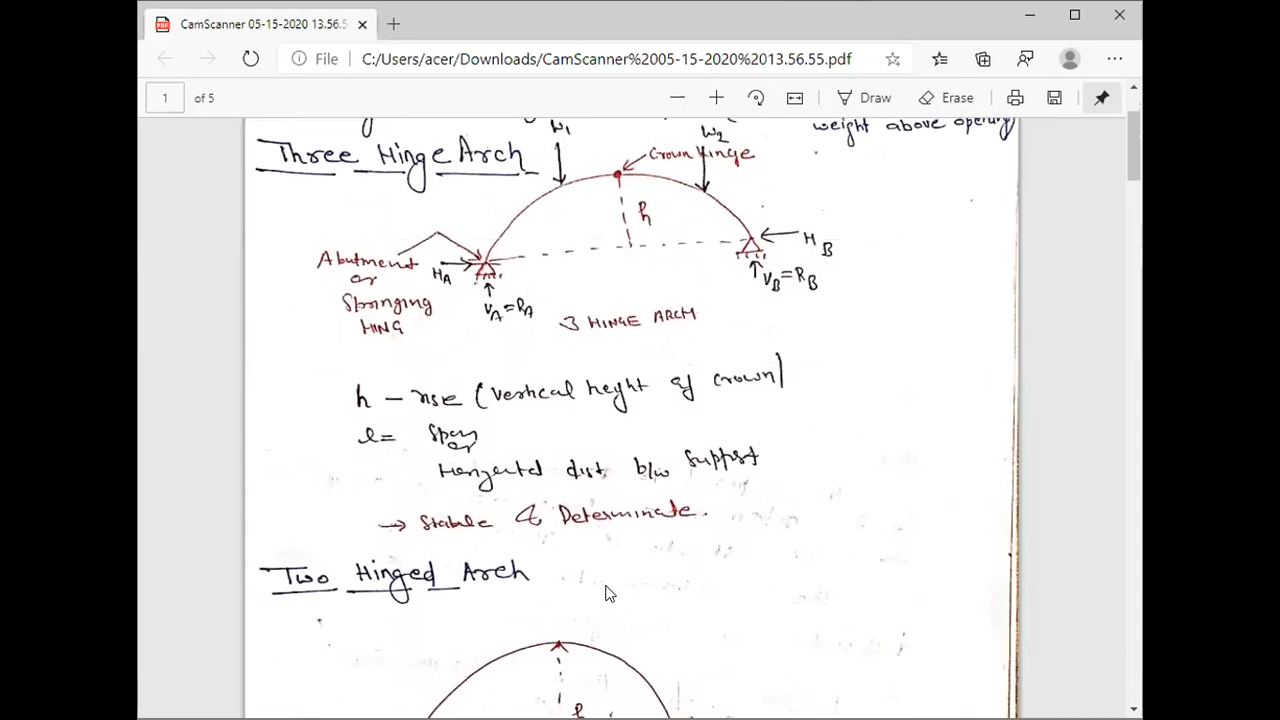 CamScanner 05-15-2020 13.56.5
File C:/Users/acer/Downloads/CamScanner%2005-15-2020%2013.56.55.pdf
1 of 5
Draw
Erase
weight above opening
W1
W2
Three Hinge Arch
Crown hinge
h
Abutment
or
Springing
HING
HA
VA=RA
HB
VB=RB
3 HINGE ARCH
h – rise (vertical height of crown)
l= Span
or
Horizontal dist. b/w support
→ Stable & Determinate.
Two Hinged Arch